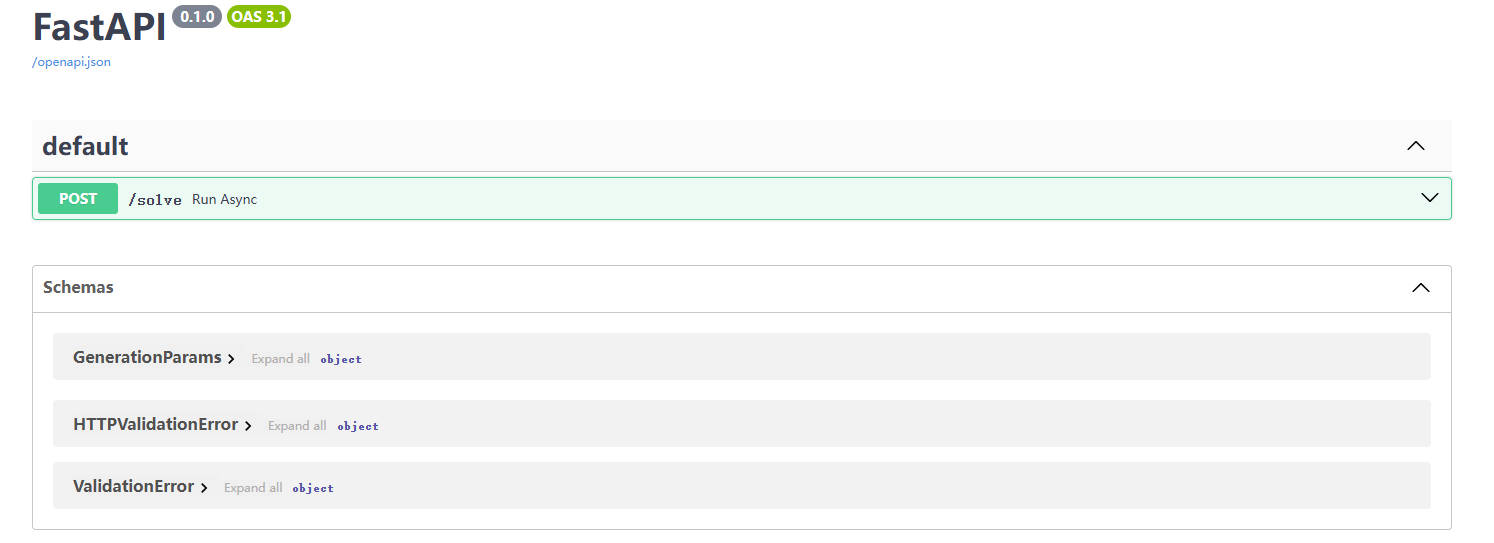 FastAPI 0.1.0 OAS 3.1
/openapi.json
default
POST /solve Run Async
Schemas
GenerationParams Expand all object
HTTPValidationError Expand all object
ValidationError Expand all object